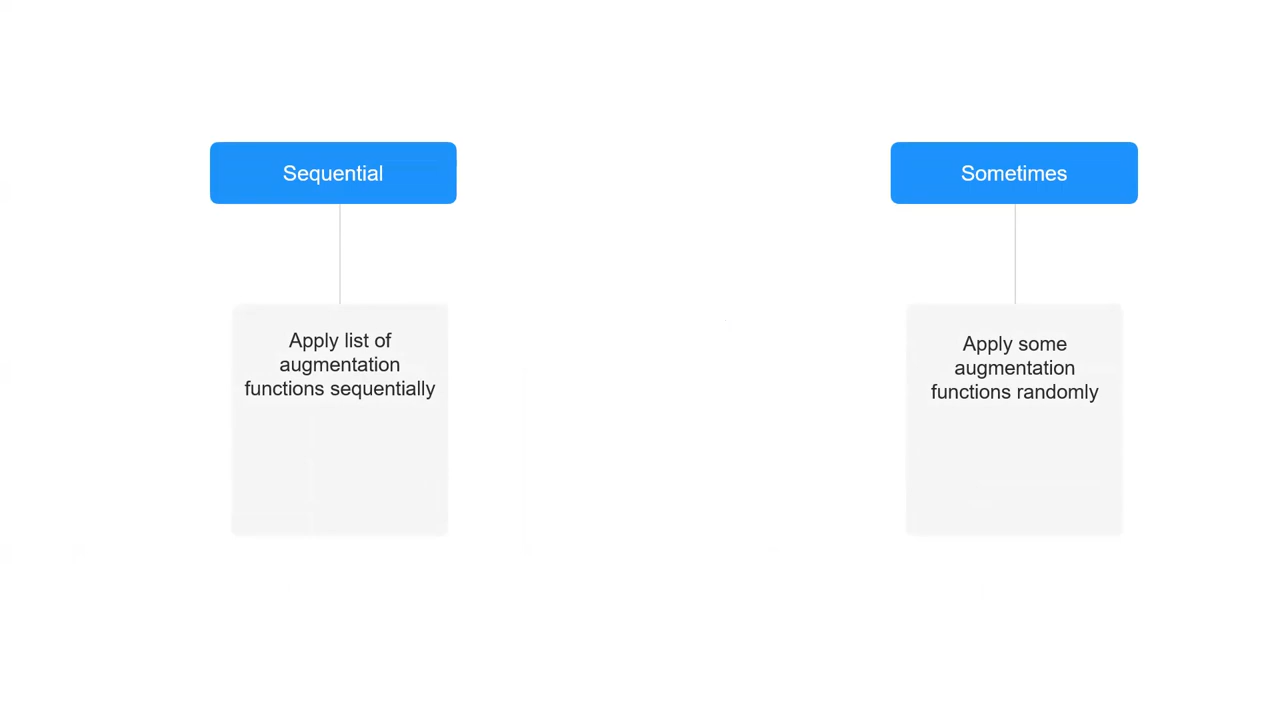 Sequential
Apply list of
augmentation
functions sequentially
Sometimes
Apply some
augmentation
functions randomly